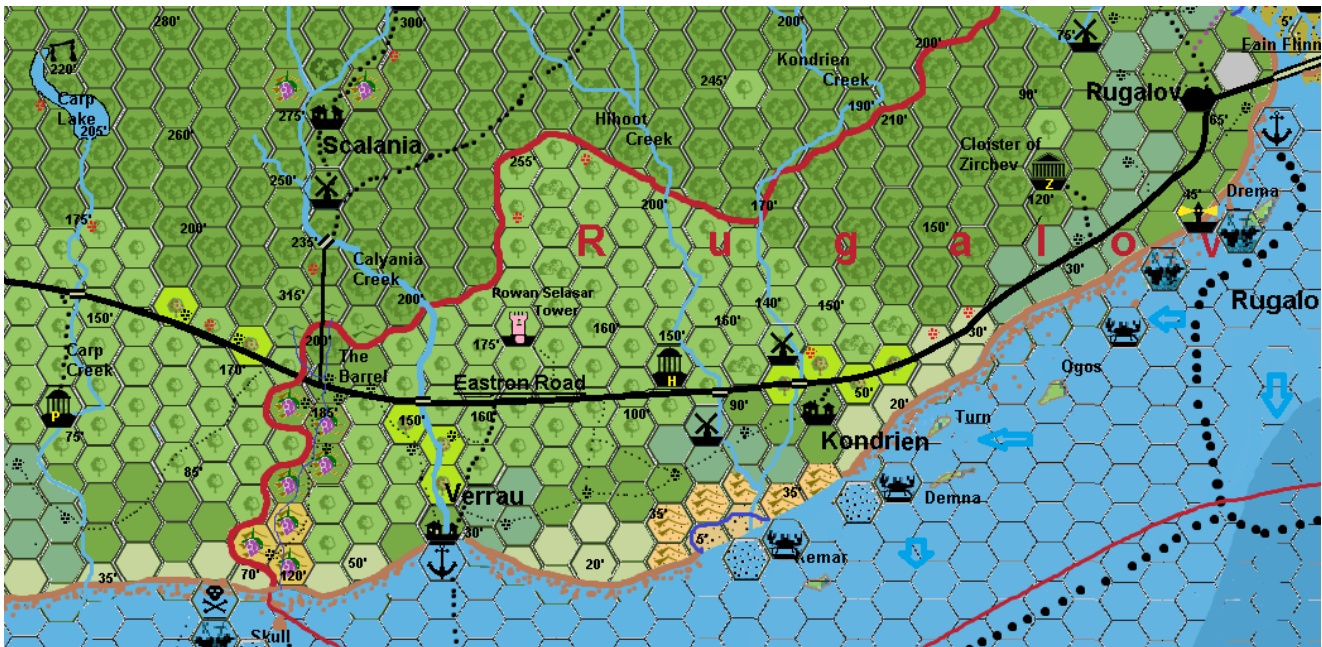 300'
200'
75'
5'
Fain Flinn
220'
280'
Kondrien
Creek
200'
245'
Carp
Lake
205'
275'
90'
Rugalov
190'
210'
65'
260'
Scalania
Hihoot
Creek
Cloister of
Zirchev
255'
250'
Z
120'
45'
Drema
175'
200'
200'
170'
150'
235'
R u g a l o v
Calyania
Creek
30'
315'
200'
Rowan Selasar
Tower
140'
150'
Rugalo
150'
160'
160'
200'
175'
150'
30'
170'
The
Barrel
Ogos
Carp
Creek
Eastron Road
H
50'
P
185'
150'
160'
100'
90'
20'
Turn
75'
Kondrien
85'
Verrau
Demna
35'
35'
30'
5'
Kemar
35'
70'
120'
50'
20'
Skull